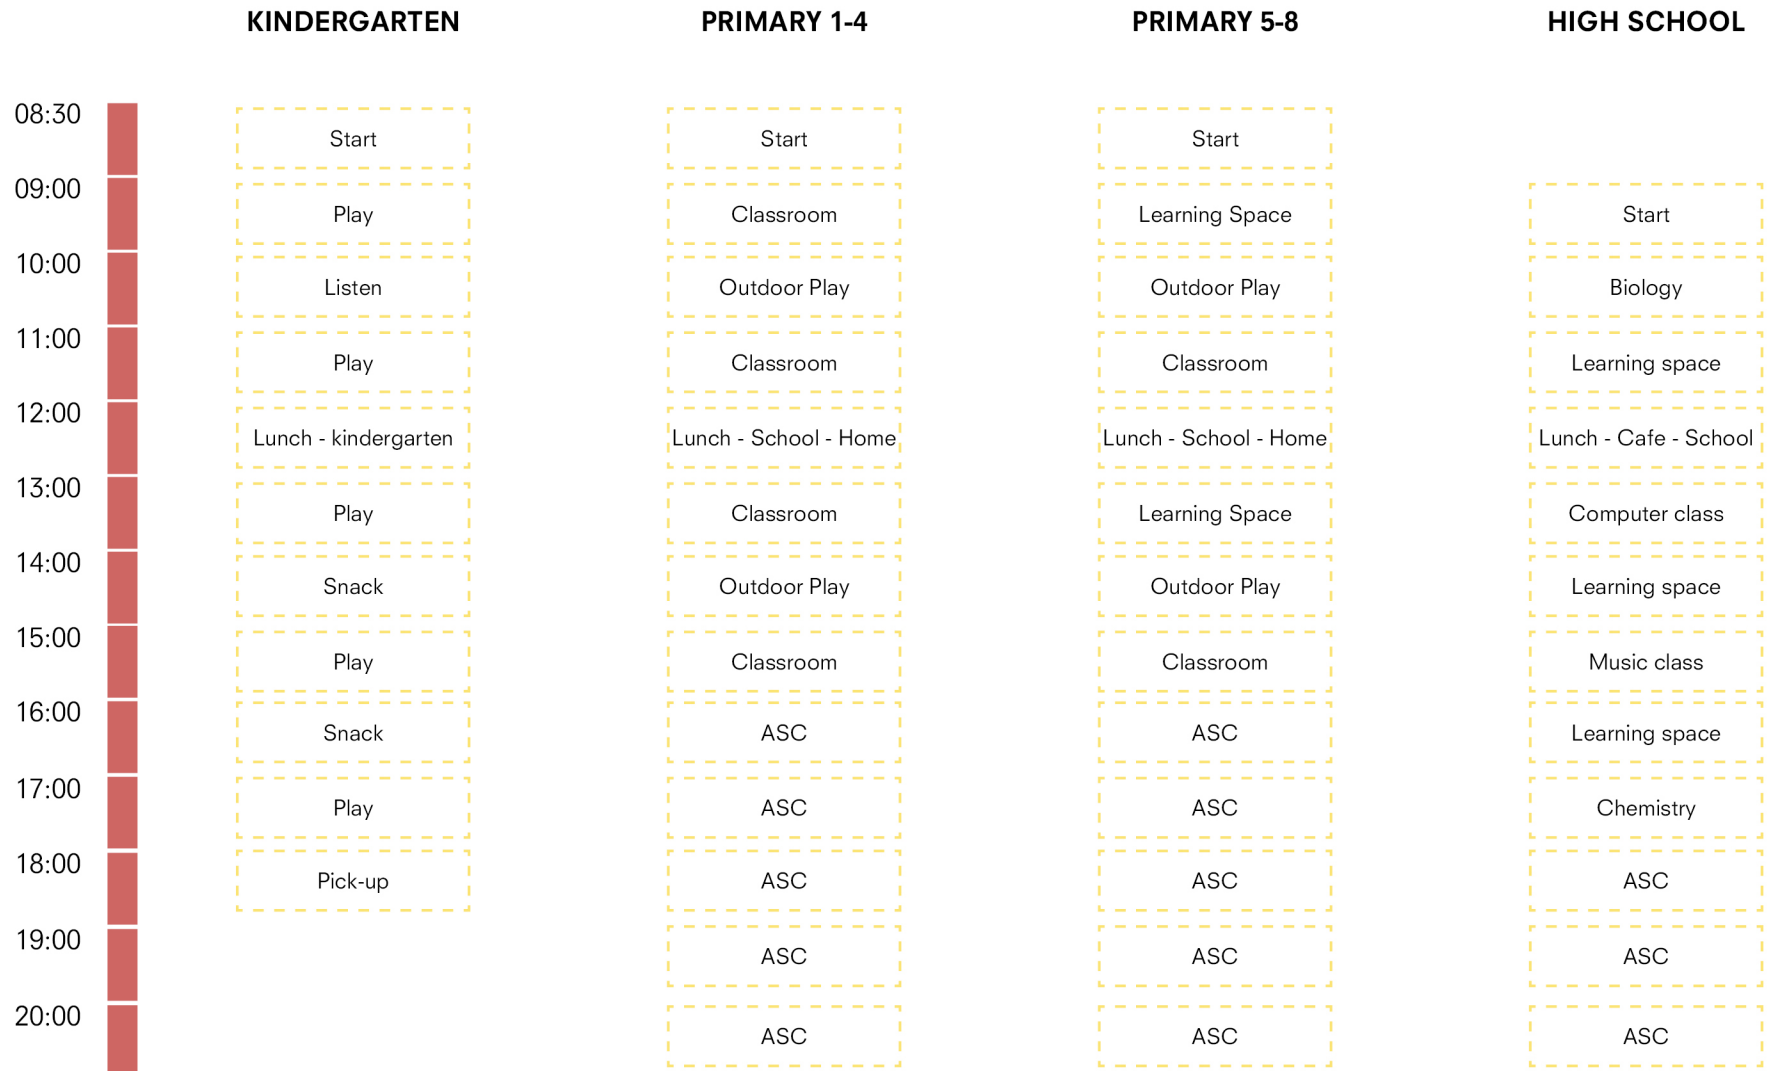 KINDERGARTEN PRIMARY 1-4 PRIMARY 5-8 HIGH SCHOOL
08:30 Start Start Start
09:00 Play Classroom Learning Space Start
10:00 Listen Outdoor Play Outdoor Play Biology
11:00 Play Classroom Classroom Learning space
12:00 Lunch - kindergarten Lunch - School - Home Lunch - School - Home Lunch - Cafe - School
13:00 Play Classroom Learning Space Computer class
14:00 Snack Outdoor Play Outdoor Play Learning space
15:00 Play Classroom Classroom Music class
16:00 Snack ASC ASC Learning space
17:00 Play ASC ASC Chemistry
18:00 Pick-up ASC ASC ASC
19:00 ASC ASC ASC
20:00 ASC ASC ASC